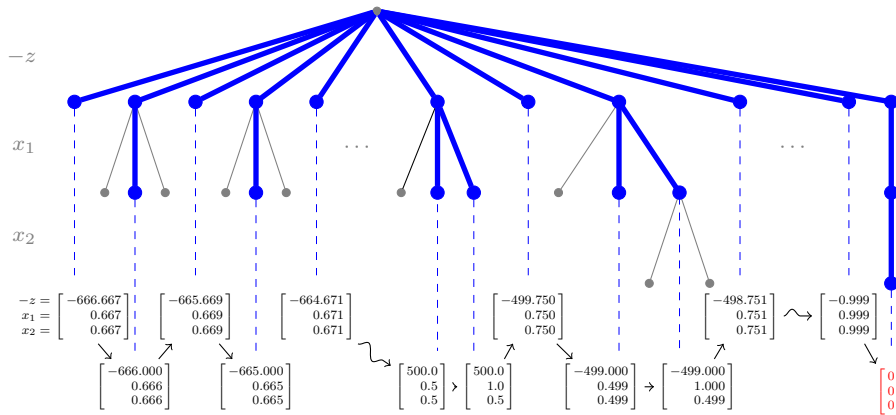 −z
x₁ ··· ···
x₂
−z = [−666.667] [−665.669] [−664.671] [−499.750] [−498.751] [−0.999]
x₁ = [0.667] [0.669] [0.671] [0.750] [0.751] [0.999]
x₂ = [0.667] [0.669] [0.671] [0.750] [0.751] [0.999]
[−666.000] [−665.000] [500.0] [500.0] [−499.000] [−499.000]
[0.666] [0.665] [0.5] [1.0] [0.499] [1.000]
[0.666] [0.665] [0.5] [0.5] [0.499] [0.499]